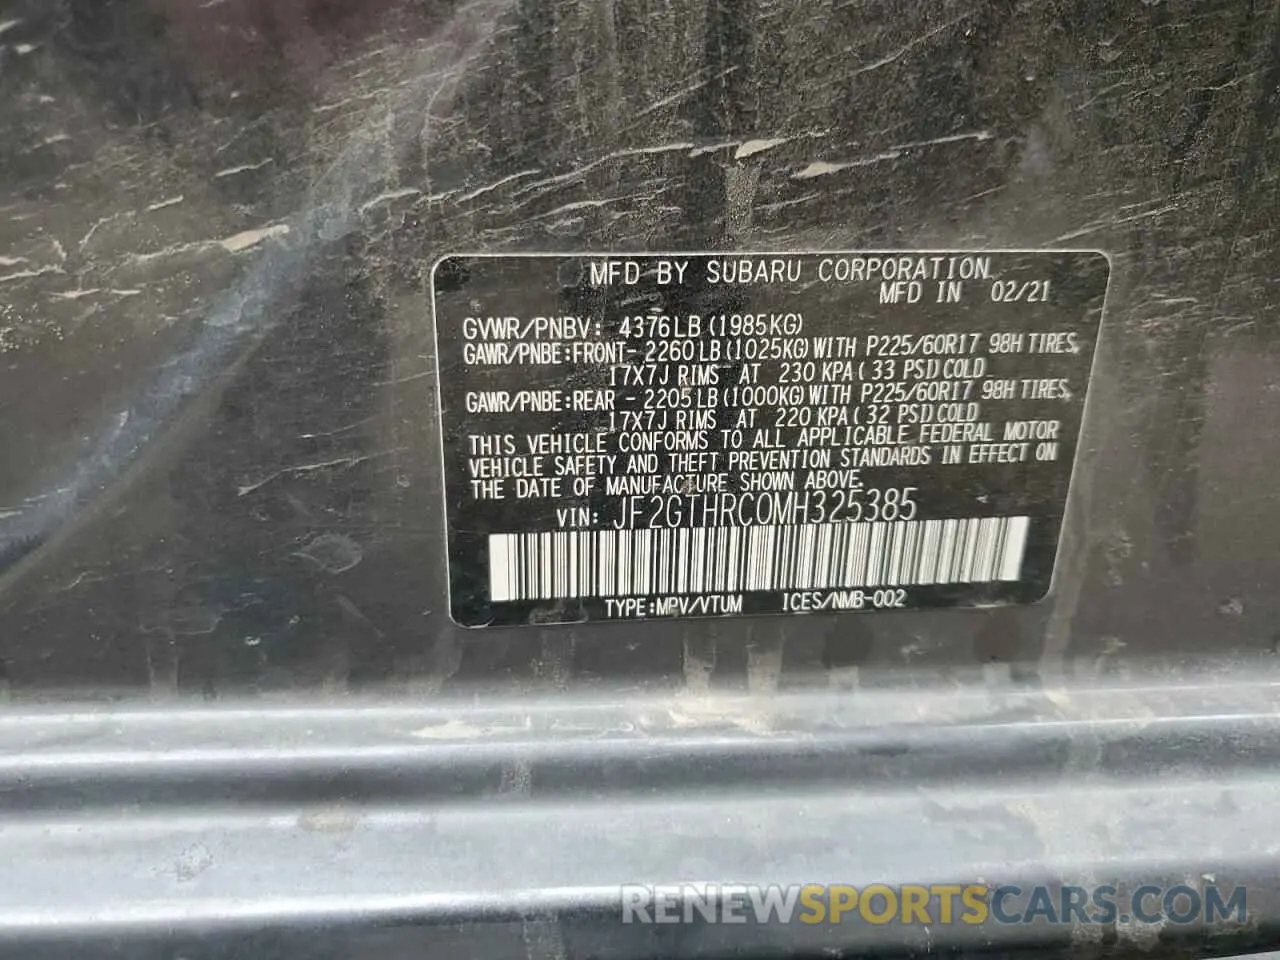 MFD BY SUBARU CORPORATION
MFD IN 02/21
GVWR/PNBV: 4376LB (1985KG)
GAWR/PNBE:FRONT- 2260LB (1025KG) WITH P225/60R17 98H TIRES,
17X7J RIMS AT 230 KPA ( 33 PSI) COLD
GAWR/PNBE:REAR - 2205LB (1000KG) WITH P225/60R17 98H TIRES,
17X7J RIMS AT 220 KPA ( 32 PSI) COLD
THIS VEHICLE CONFORMS TO ALL APPLICABLE FEDERAL MOTOR
VEHICLE SAFETY AND THEFT PREVENTION STANDARDS IN EFFECT ON
THE DATE OF MANUFACTURE SHOWN ABOVE.
VIN: JF2GTHRC0MH325385
TYPE:MPV/VTUM ICES/NMB-002
RENEWSPORTSCARS.COM